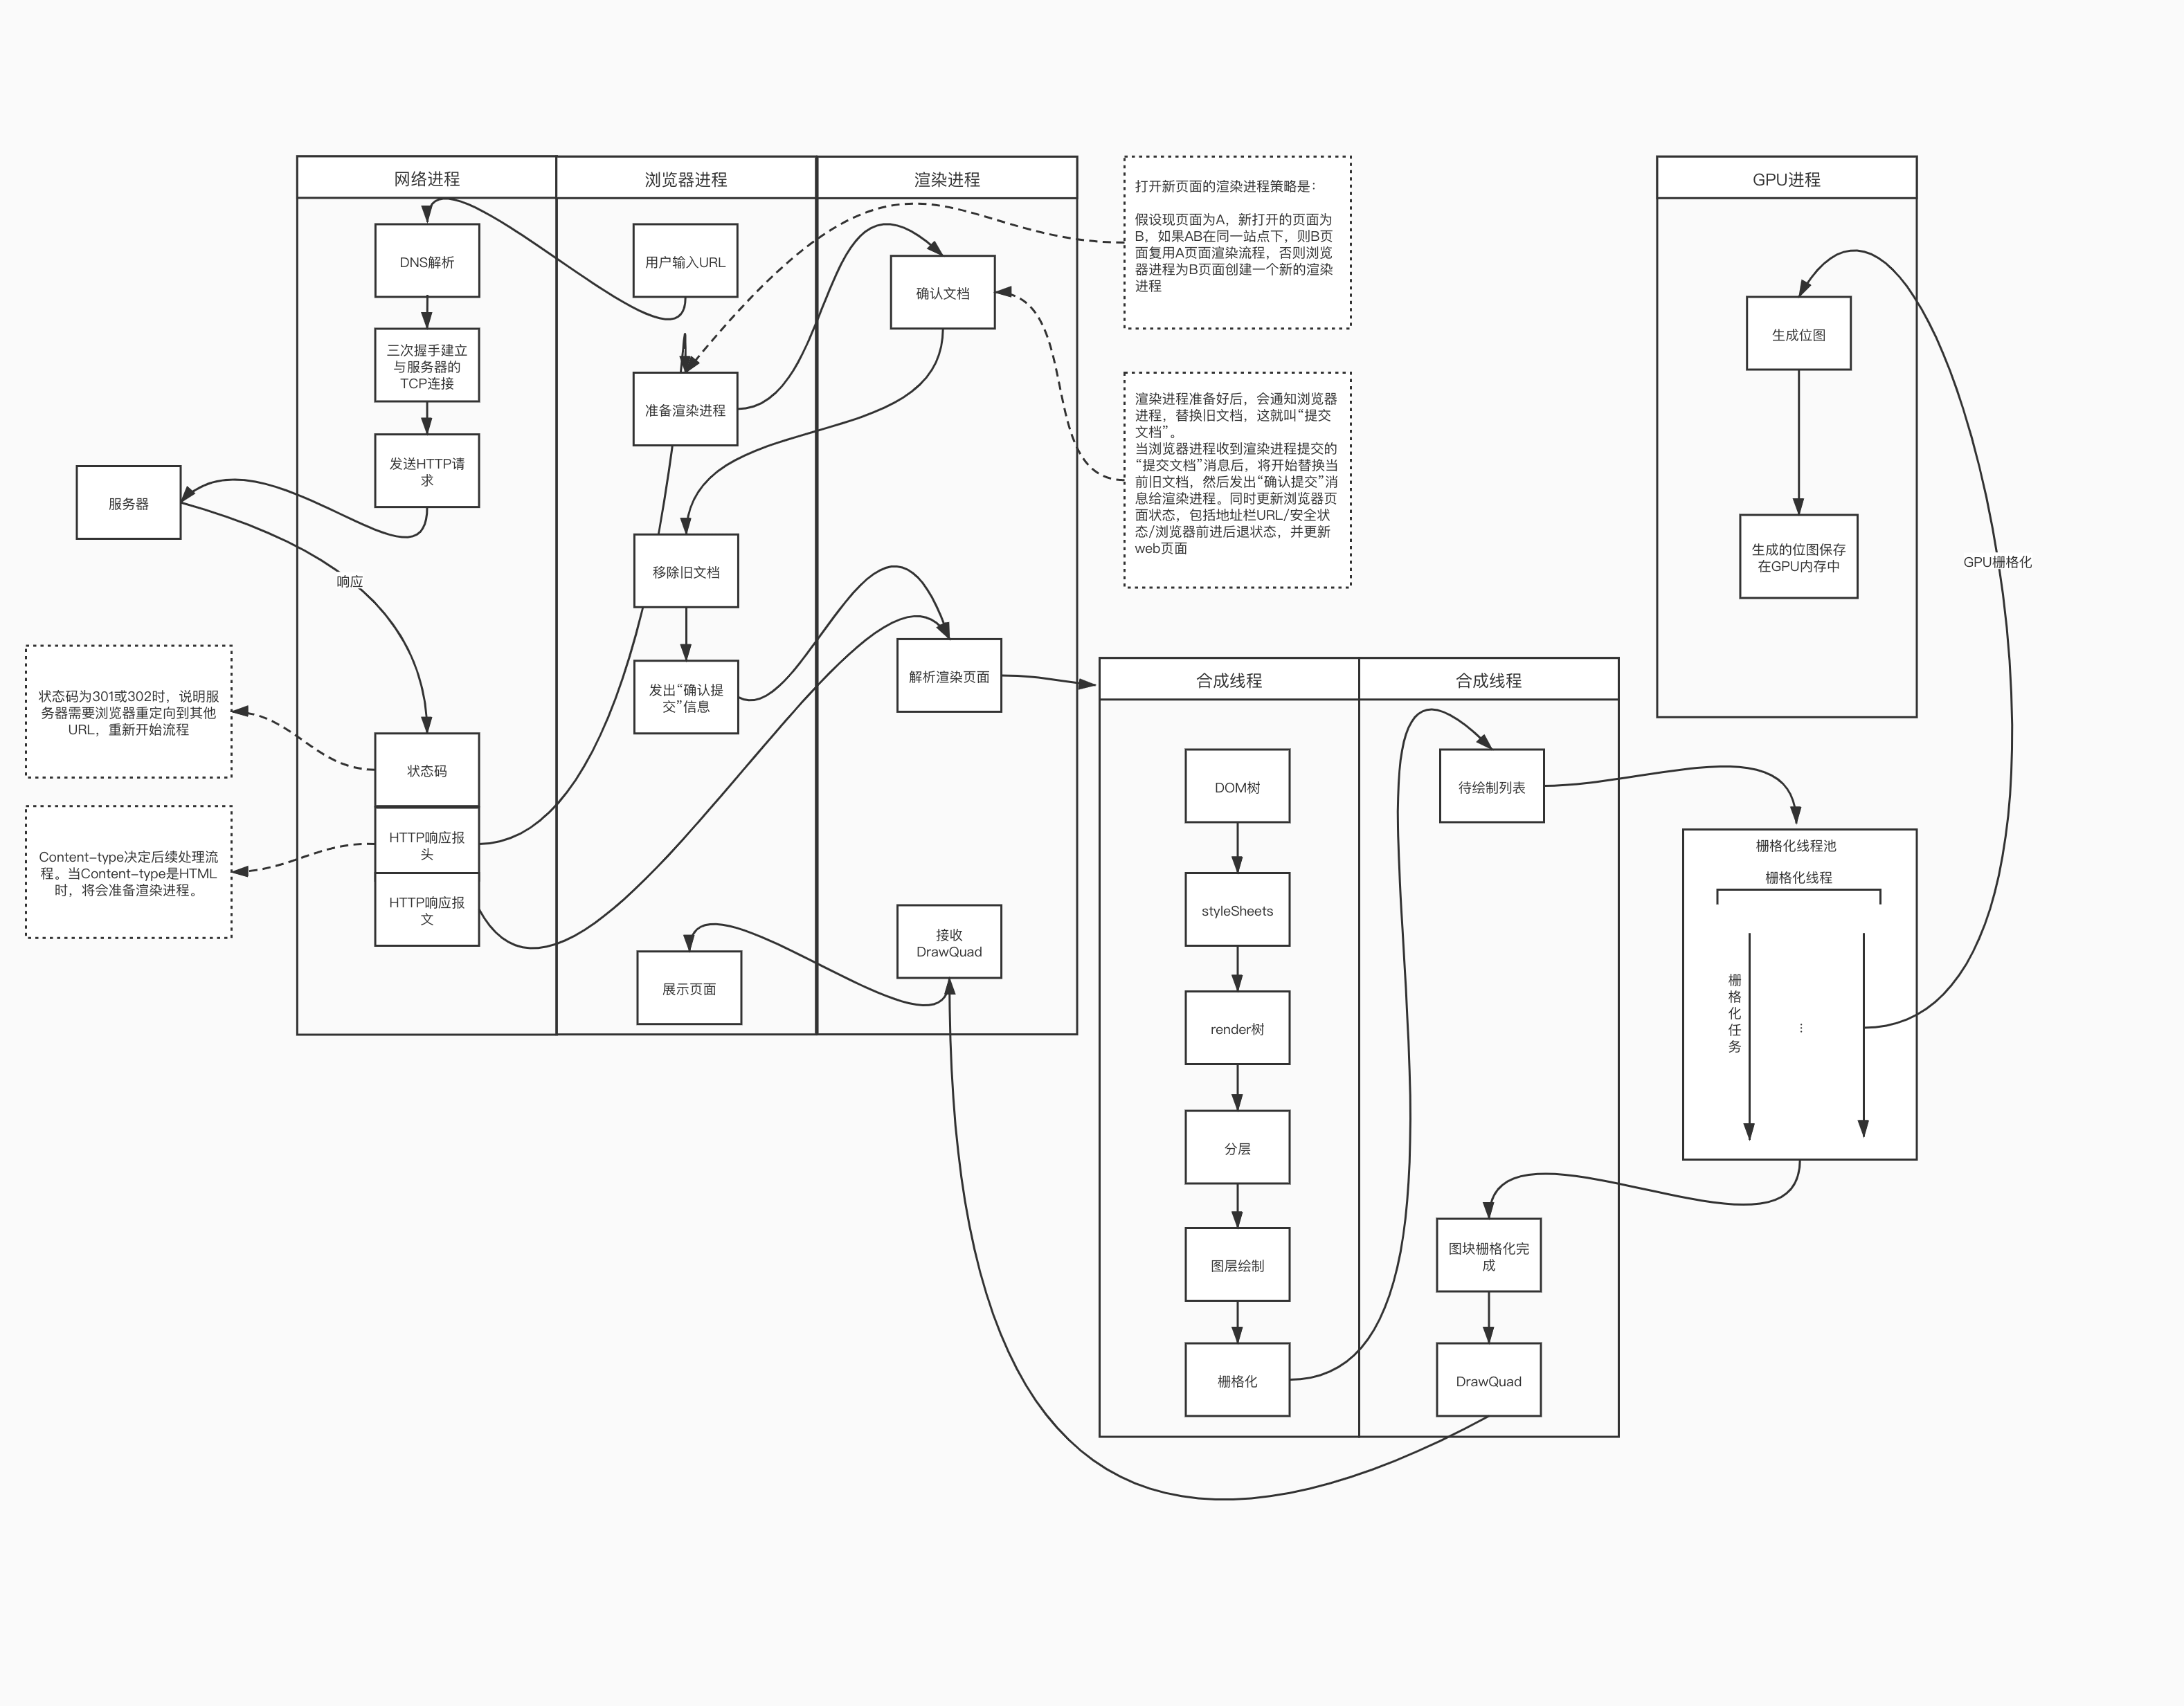 网络进程
浏览器进程
渲染进程
GPU进程
DNS解析
三次握手建立
与服务器的
TCP连接
发送HTTP请
求
服务器
响应
状态码为301或302时，说明服
务器需要浏览器重定向到其他
URL，重新开始流程
Content-type决定后续处理流
程。当Content-type是HTML
时，将会准备渲染进程。
状态码
HTTP响应报
头
HTTP响应报
文
用户输入URL
准备渲染进程
移除旧文档
发出“确认提
交”信息
展示页面
确认文档
解析渲染页面
接收
DrawQuad
打开新页面的渲染进程策略是：
假设现页面为A，新打开的页面为
B，如果AB在同一站点下，则B页
面复用A页面渲染流程，否则浏览
器进程为B页面创建一个新的渲染
进程
渲染进程准备好后，会通知浏览器
进程，替换旧文档，这就叫“提交
文档”。
当浏览器进程收到渲染进程提交的
“提交文档”消息后，将开始替换当
前旧文档，然后发出“确认提交”消
息给渲染进程。同时更新浏览器页
面状态，包括地址栏URL/安全状
态/浏览器前进后退状态，并更新
web页面
合成线程
合成线程
DOM树
styleSheets
render树
分层
图层绘制
栅格化
待绘制列表
图块栅格化完
成
DrawQuad
生成位图
生成的位图保存
在GPU内存中
GPU栅格化
栅格化线程池
栅格化线程
栅格化任务
...